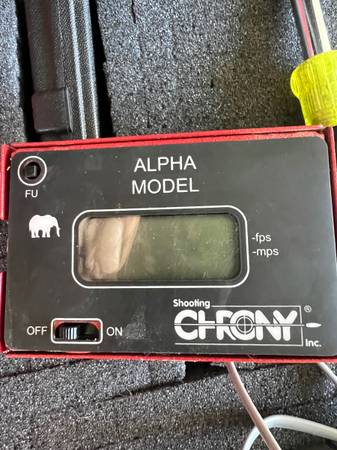 ALPHA
MODEL
FU
-fps
-mps
OFF ON
Shooting
CHRONY®
Inc.